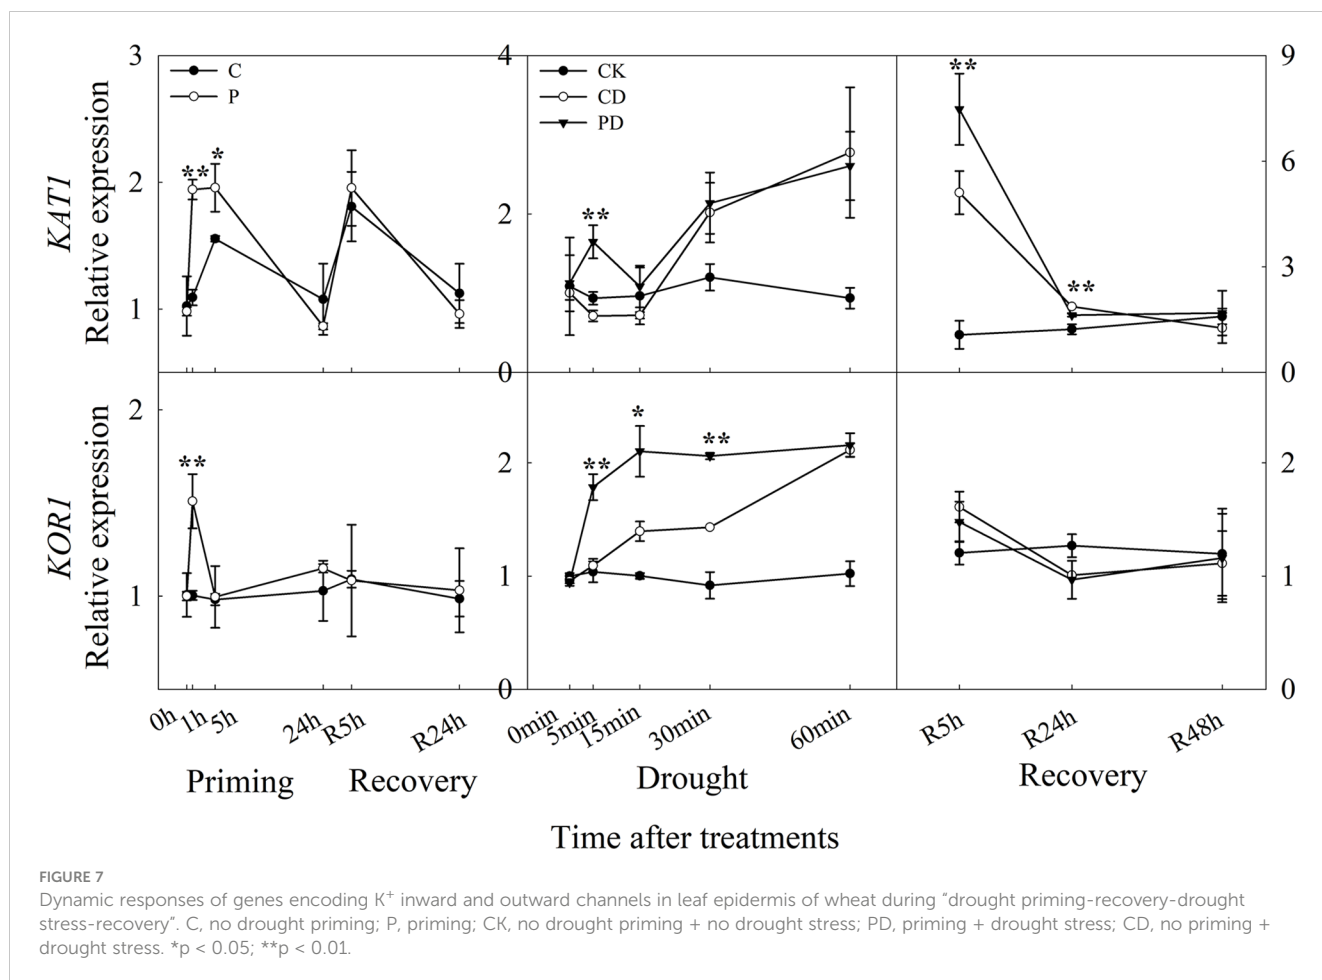 3
2
1
KAT1
Relative expression
C
P
**
*
4
2
0
CK
CD
PD
**
9
6
3
0
**
**
2
1
KOR1
Relative expression
**
2
1
0
**
*
**
2
1
0
0h
1h
5h
24h
R5h
R24h
0min
5min
15min
30min
60min
R5h
R24h
R48h
Priming
Recovery
Drought
Recovery
Time after treatments
FIGURE 7
Dynamic responses of genes encoding K⁺ inward and outward channels in leaf epidermis of wheat during “drought priming-recovery-drought
stress-recovery”. C, no drought priming; P, priming; CK, no drought priming + no drought stress; PD, priming + drought stress; CD, no priming +
drought stress. *p < 0.05; **p < 0.01.